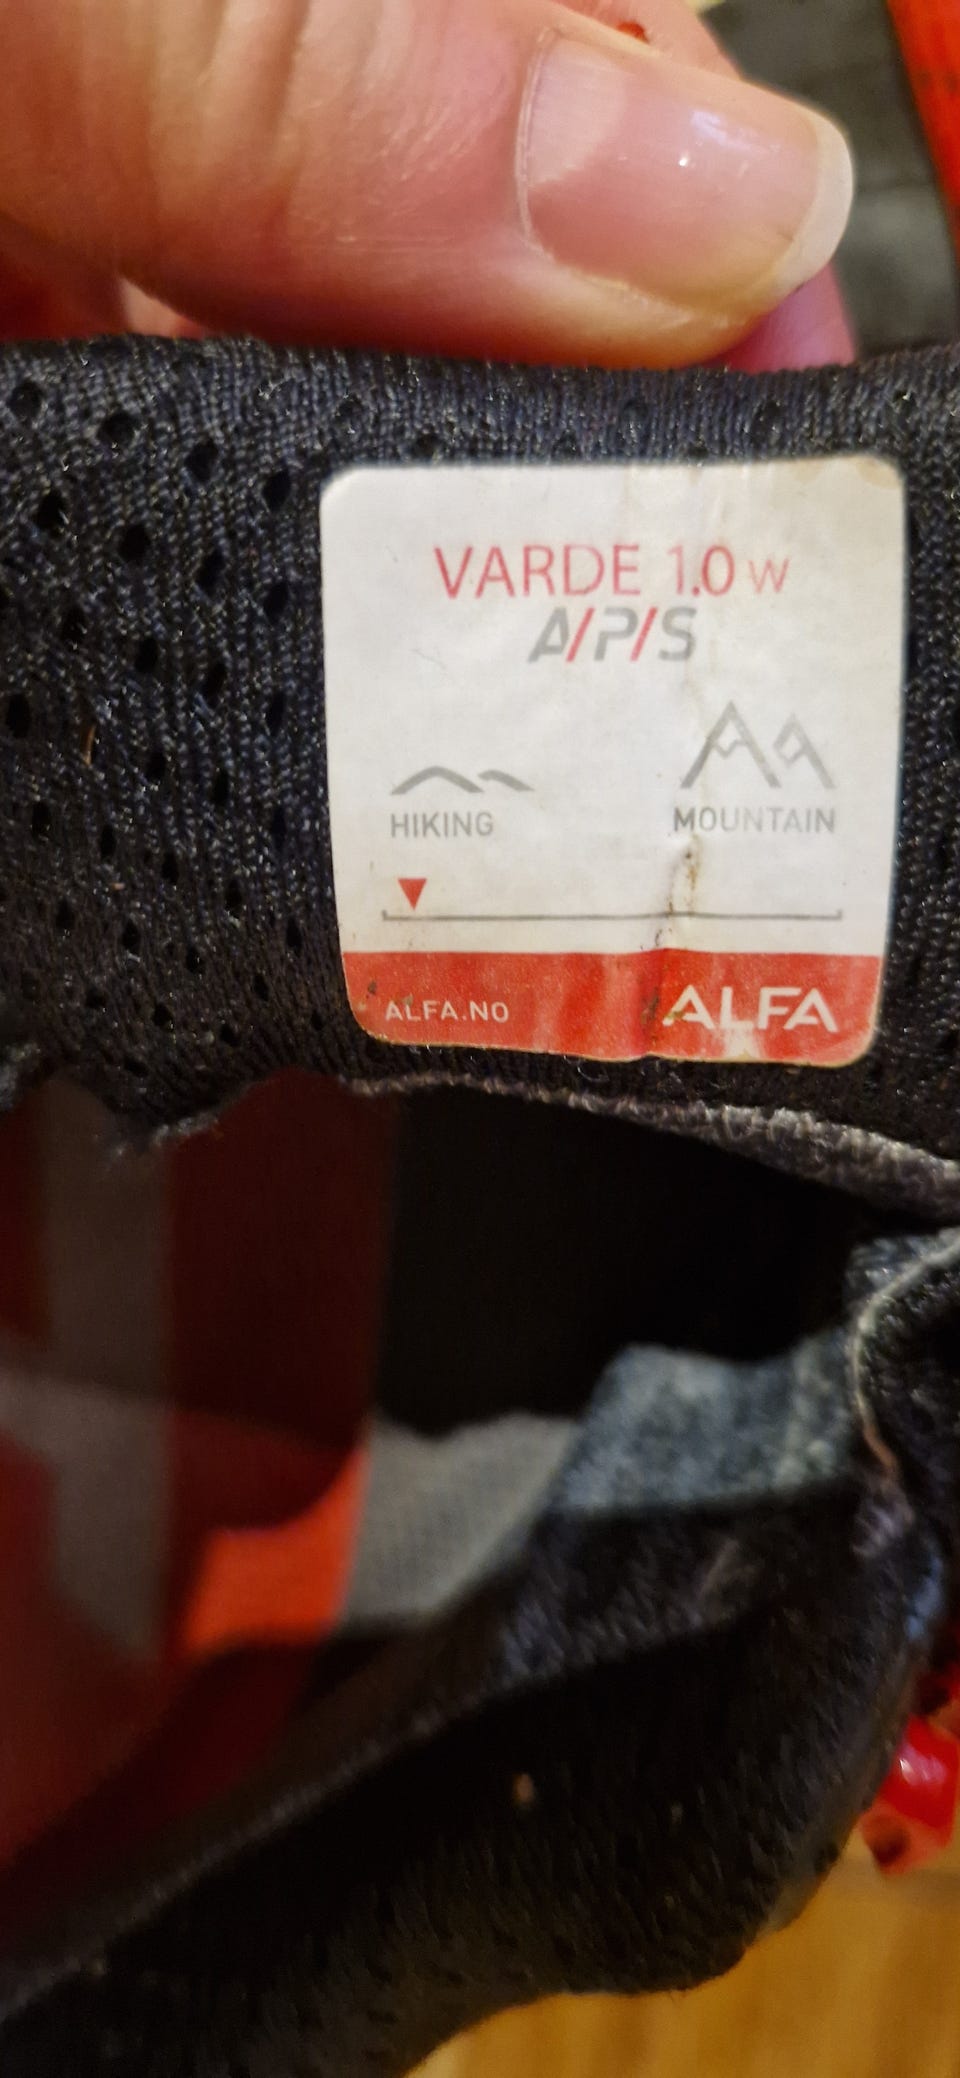 VARDE 1.0 W
A/P/S
HIKING
MOUNTAIN
ALFA.NO
ALFA